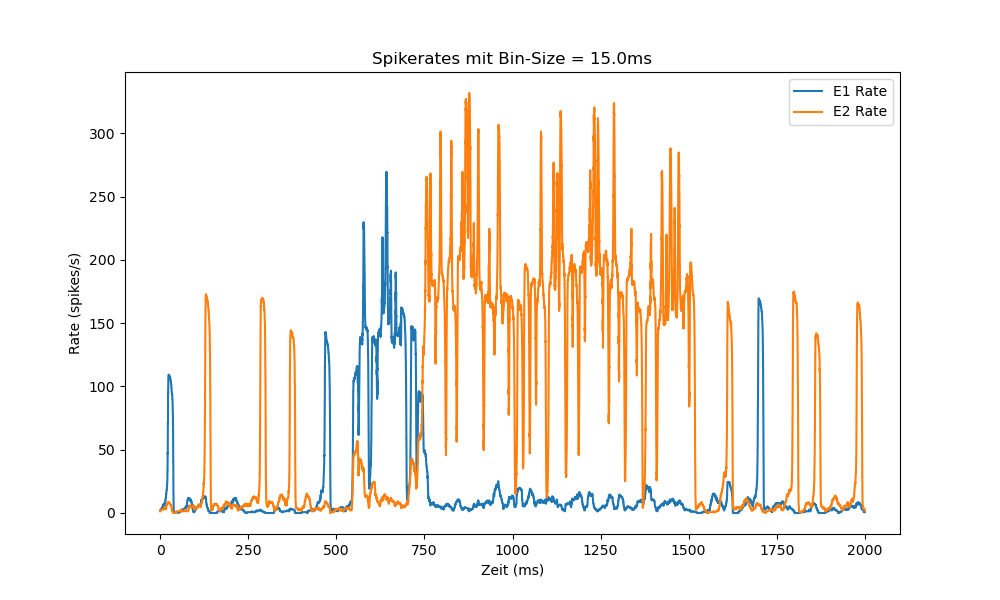 Spikerates mit Bin-Size = 15.0ms
E1 Rate
E2 Rate
Rate (spikes/s)
300
250
200
150
100
50
0
0 250 500 750 1000 1250 1500 1750 2000
Zeit (ms)